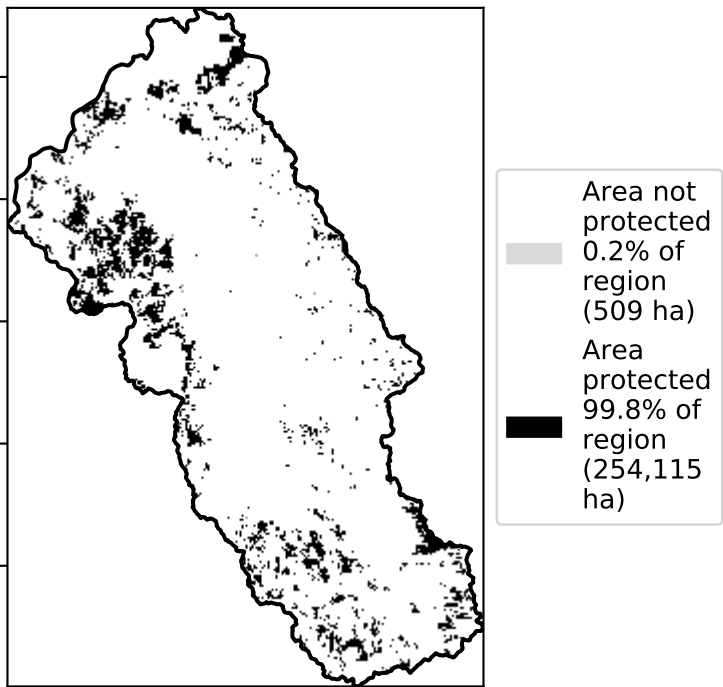 Area not
protected
0.2% of
region
(509 ha)
Area
protected
99.8% of
region
(254,115
ha)